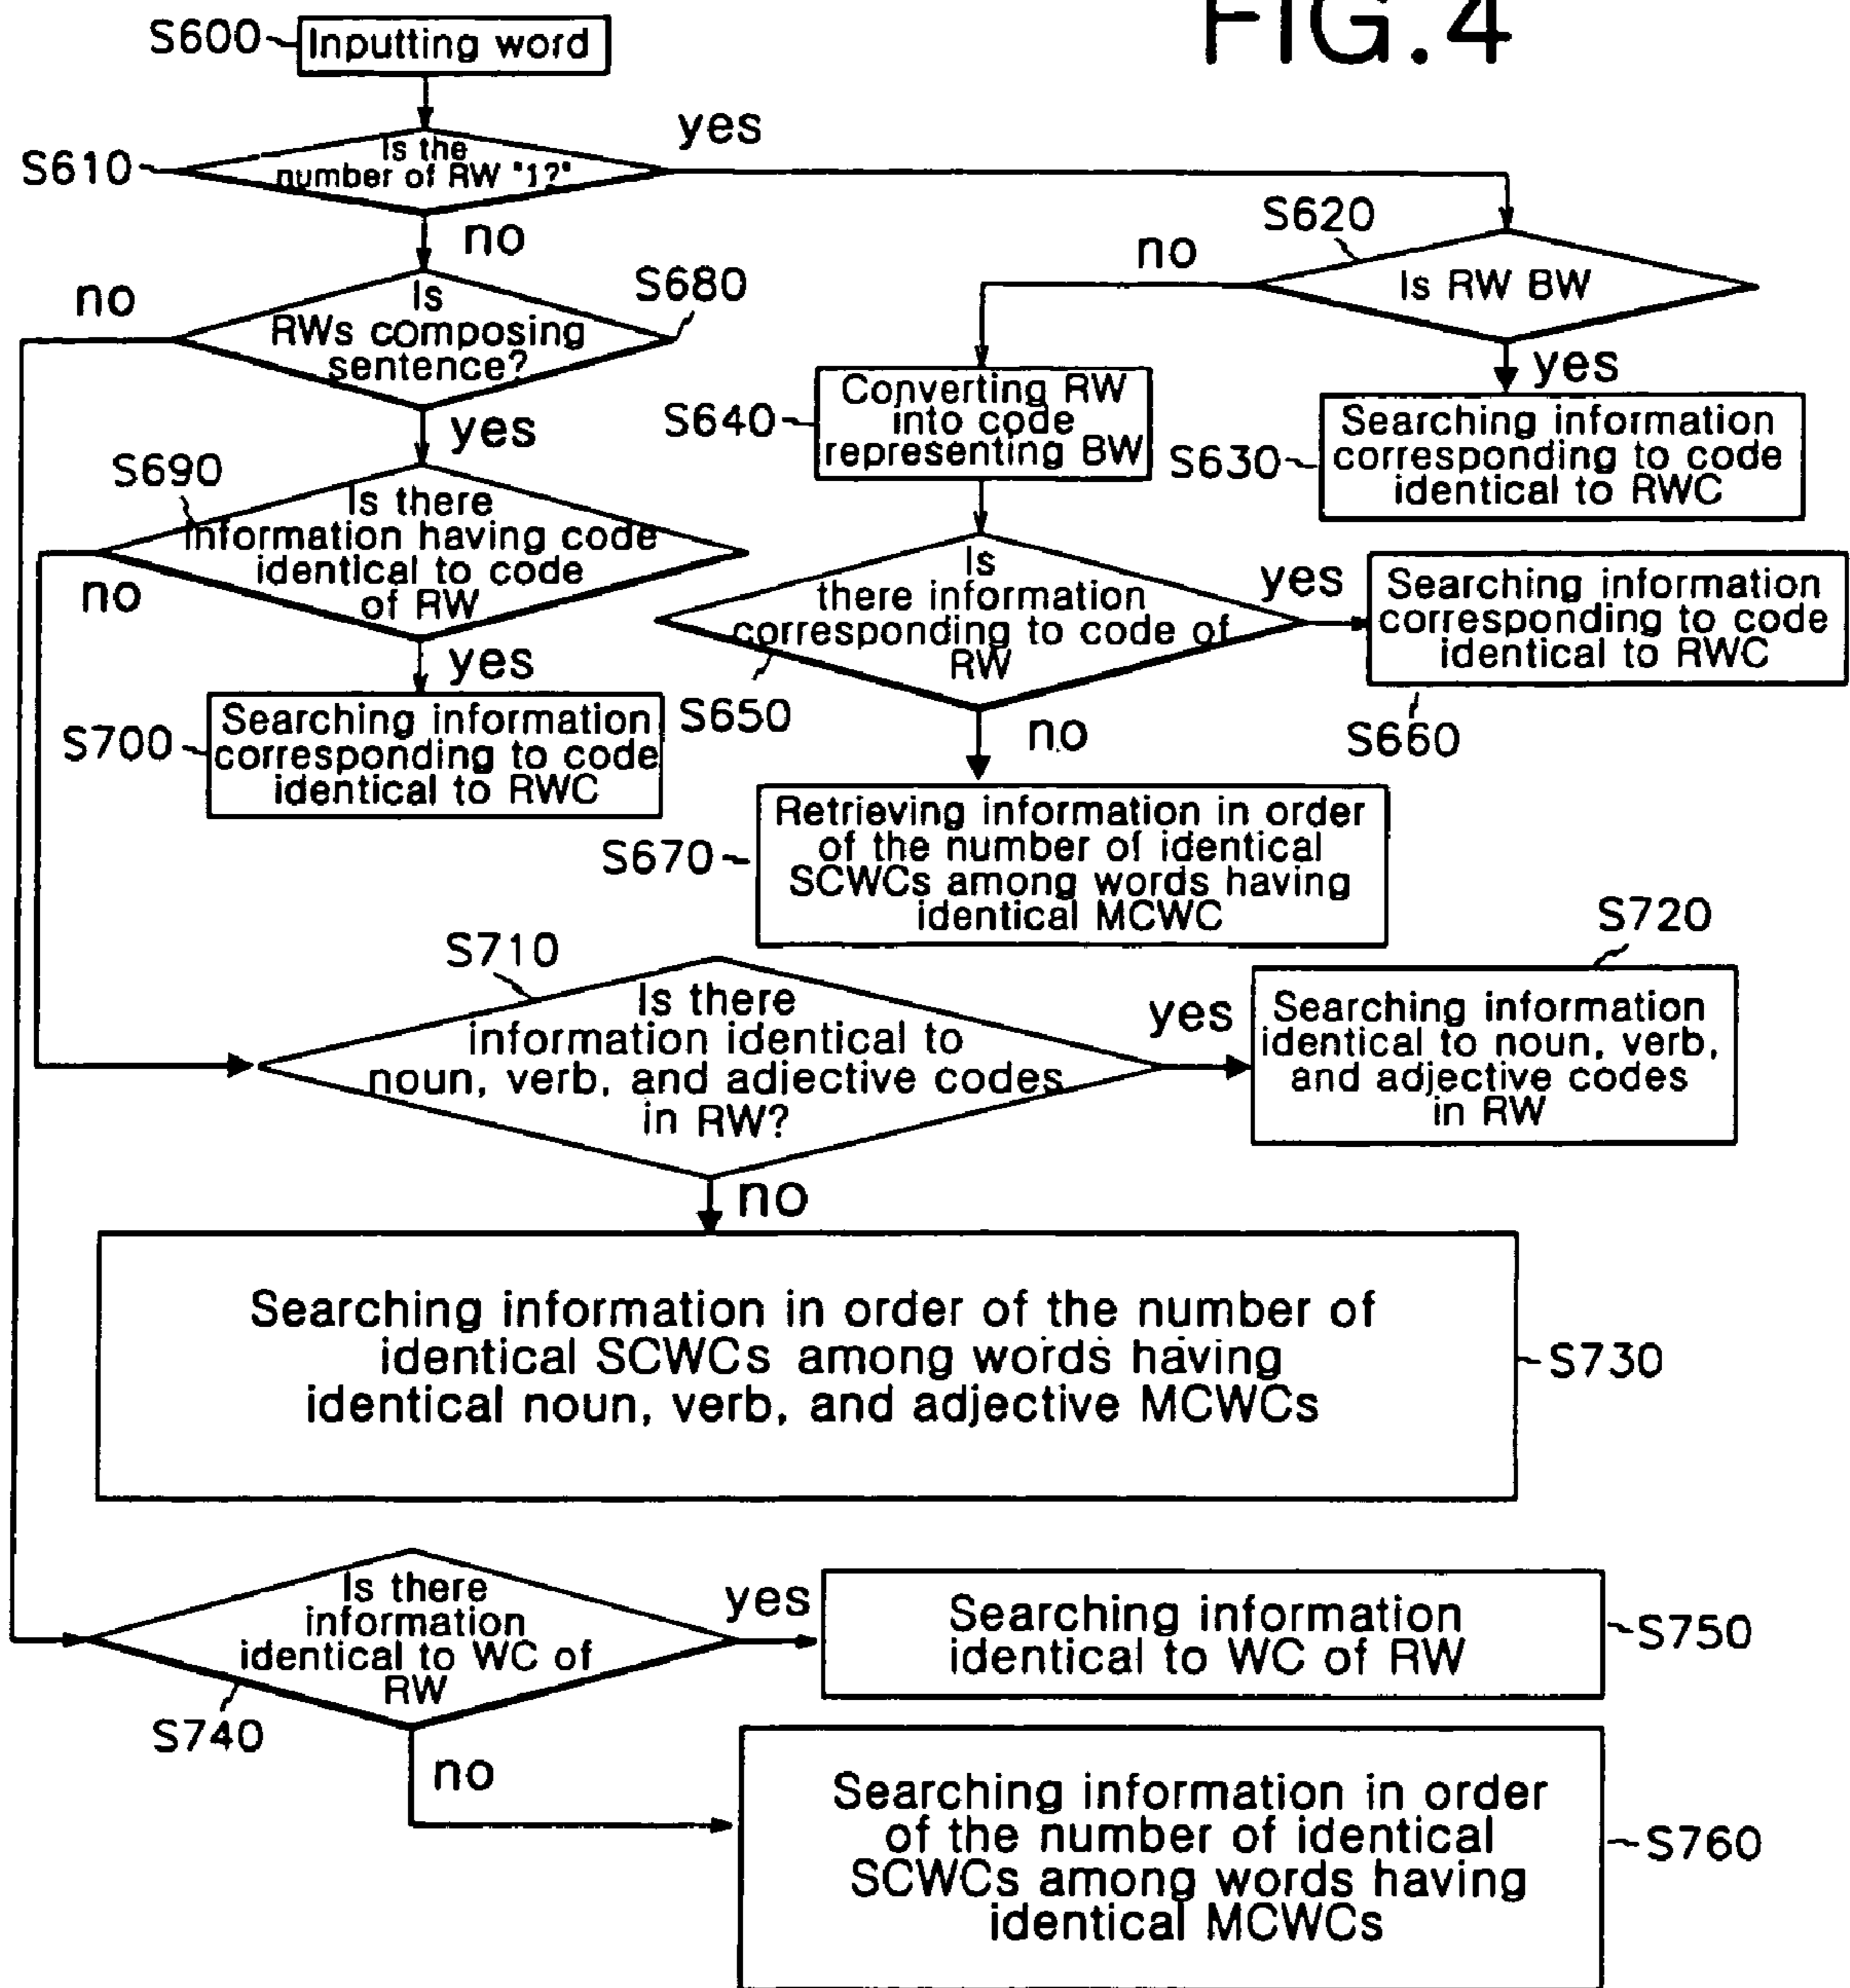 FIG.4
S600
Inputting word
S610
Is the
number of RW "1?"
yes
no
S620
Is RW BW
no
yes
S630
Searching information
corresponding to code
identical to RWC
S640
Converting RW
into code
representing BW
S650
Is
there information
corresponding to code of
RW
yes
S660
Searching information
corresponding to code
identical to RWC
no
S670
Retrieving information in order
of the number of identical
SCWCs among words having
identical MCWC
S680
Is
RWs composing
sentence?
no
yes
S690
Is there
information having code
identical to code
of RW
no
yes
S700
Searching information
corresponding to code
identical to RWC
S710
Is there
information identical to
noun, verb, and adjective codes
in RW?
yes
S720
Searching information
identical to noun, verb,
and adjective codes
in RW
no
Searching information in order of the number of
identical SCWCs among words having
identical noun, verb, and adjective MCWCs
S730
Is there
information
identical to WC of
RW
S740
yes
Searching information
identical to WC of RW
S750
no
Searching information in order
of the number of identical
SCWCs among words having
identical MCWCs
S760